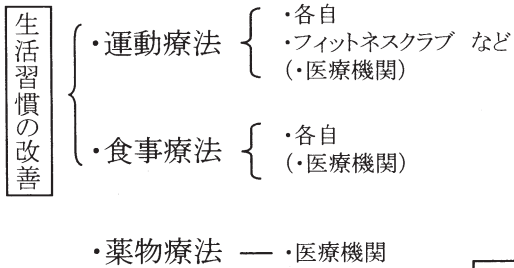 生活習慣の改善
・運動療法
・各自
・フィットネスクラブ など
(・医療機関)
・食事療法
・各自
(・医療機関)
・薬物療法 ― ・医療機関